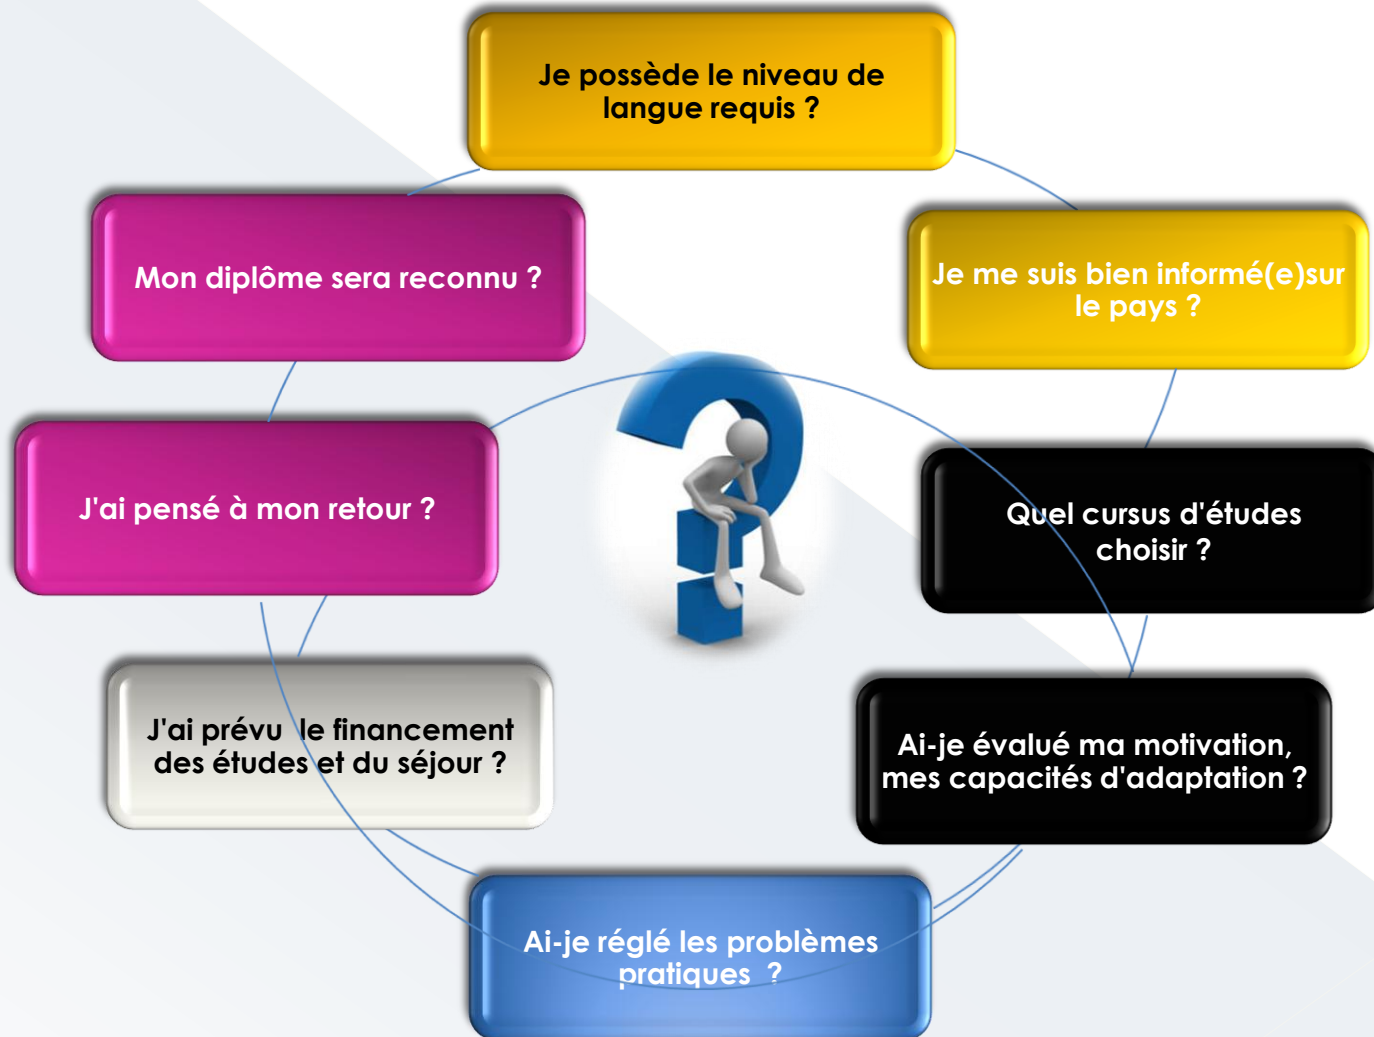 Je possède le niveau de
langue requis ?
Mon diplôme sera reconnu ?
Je me suis bien informé(e)sur
le pays ?
J'ai pensé à mon retour ?
Quel cursus d'études
choisir ?
J'ai prévu  le financement
des études et du séjour ?
Ai-je évalué ma motivation,
mes capacités d'adaptation ?
Ai-je réglé les problèmes
pratiques  ?